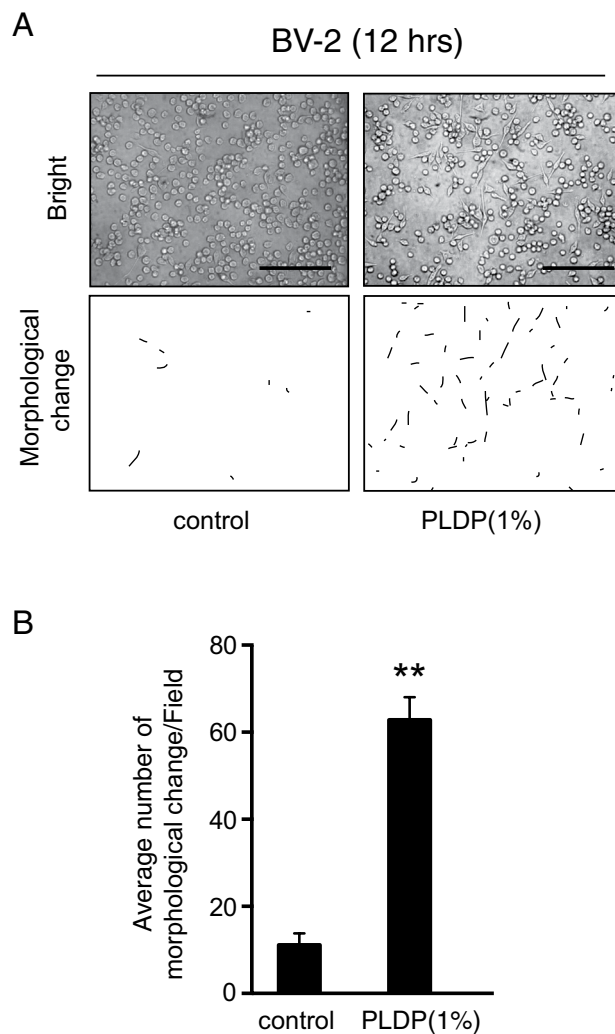 A
BV-2 (12 hrs)
Bright
Morphological
change
control
PLDP(1%)
B
Average number of
morphological change/Field
80
60
40
20
0
**
control
PLDP(1%)